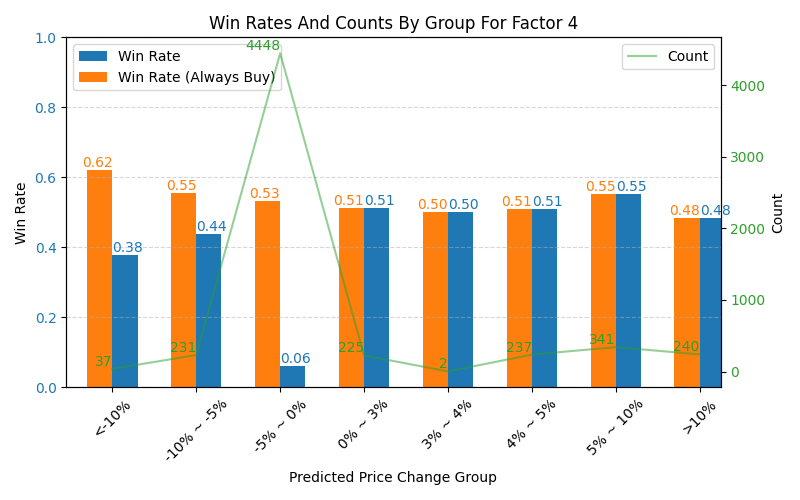 Win Rates And Counts By Group For Factor 4
Win Rate
Win Rate (Always Buy)
Count
1.0
0.8
0.6
0.4
0.2
0.0
Win Rate
4000
3000
2000
1000
0
Count
0.62
0.55
0.53
0.51
0.50
0.51
0.55
0.48
0.38
0.44
0.06
0.51
0.50
0.51
0.55
0.48
37
231
4448
225
2
237
341
240
<-10%
-10% ~ -5%
-5% ~ 0%
0% ~ 3%
3% ~ 4%
4% ~ 5%
5% ~ 10%
>10%
Predicted Price Change Group